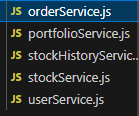 JS orderService.js
JS portfolioService.js
JS stockHistoryServic...
JS stockService.js
JS userService.js